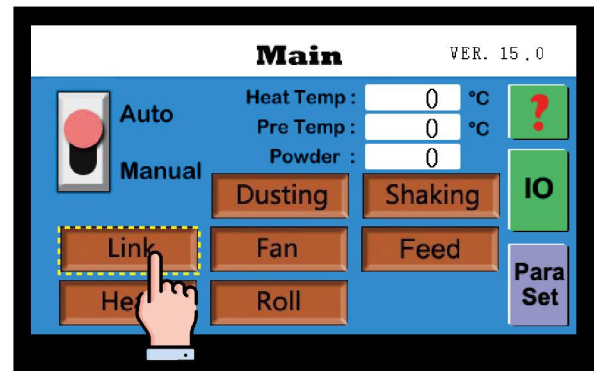 Main VER. 15.0
Auto
Manual
Heat Temp : 0 °C
Pre Temp : 0 °C
Powder : 0
?
IO
Para
Set
Dusting Shaking
Link Fan Feed
Roll